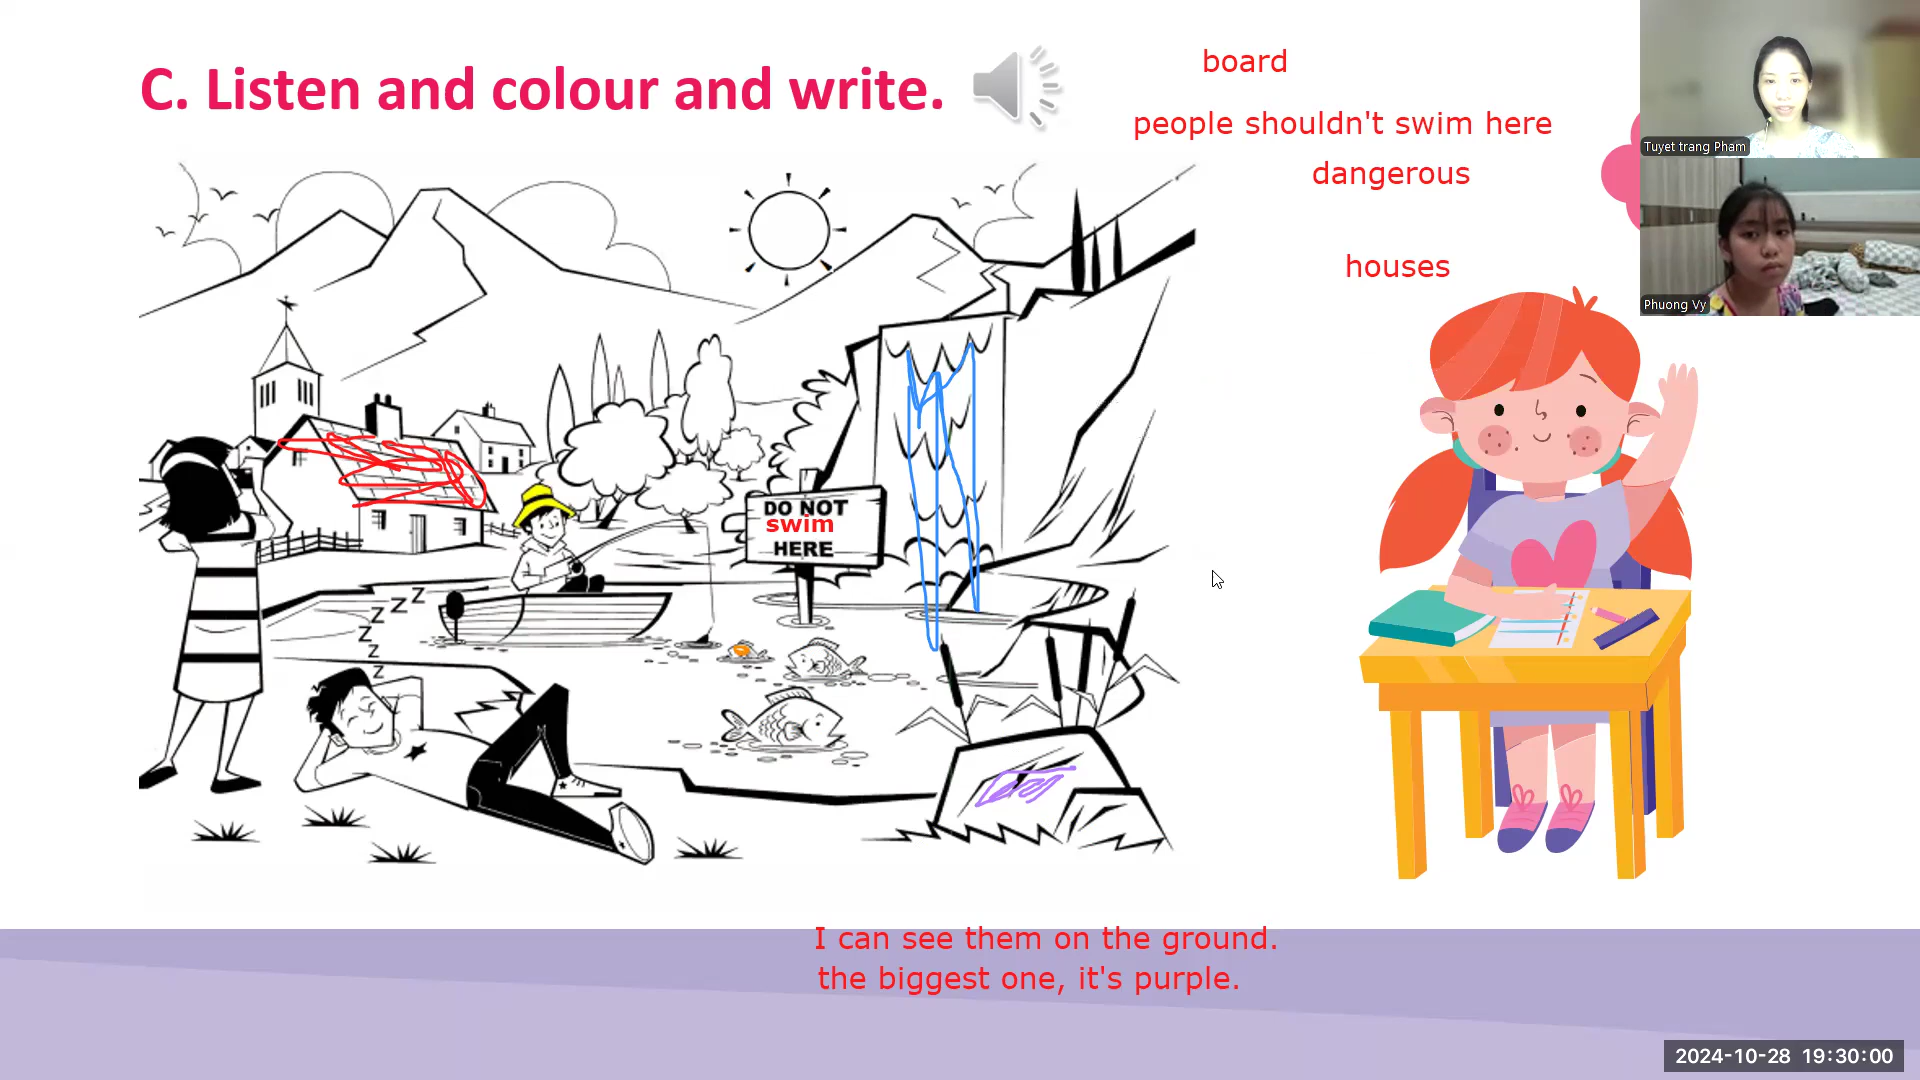 C. Listen and colour and write.
board
people shouldn't swim here
dangerous
houses
Tuyet trang Pham
Phuong Vy
DO NOT
swim
HERE
Z
Z
Z
Z
Z
Z
I can see them on the ground.
the biggest one, it's purple.
2024-10-28 19:30:00